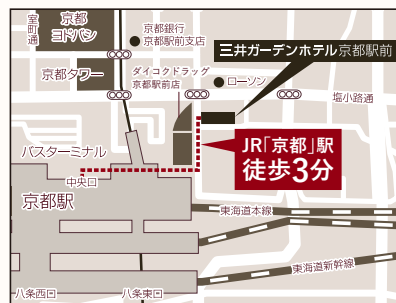 室町通
京都
ヨドバシ
京都銀行
京都駅前支店
三井ガーデンホテル京都駅前
京都タワー
ダイコクドラッグ
京都駅前店
ローソン
塩小路通
JR「京都」駅
徒歩3分
バスターミナル
中央口
京都駅
東海道本線
東海道新幹線
八条西口
八条東口